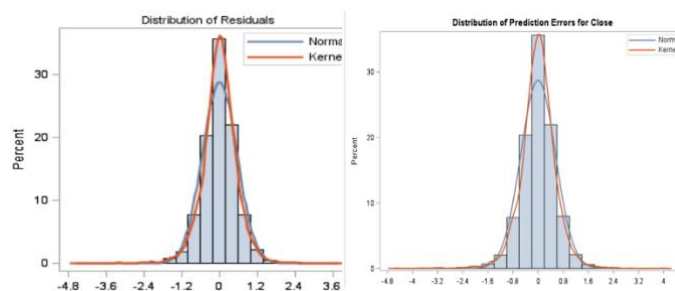 Distribution of Residuals
Norma
Kerne
Percent
30
20
10
0
-4.8 -3.6 -2.4 -1.2 0 1.2 2.4 3.6
Distribution of Prediction Errors for Close
Norma
Kerne
Percent
30
20
10
0
-4.8 -4 -3.2 -2.4 -1.6 -0.8 0 0.8 1.6 2.4 3.2 4